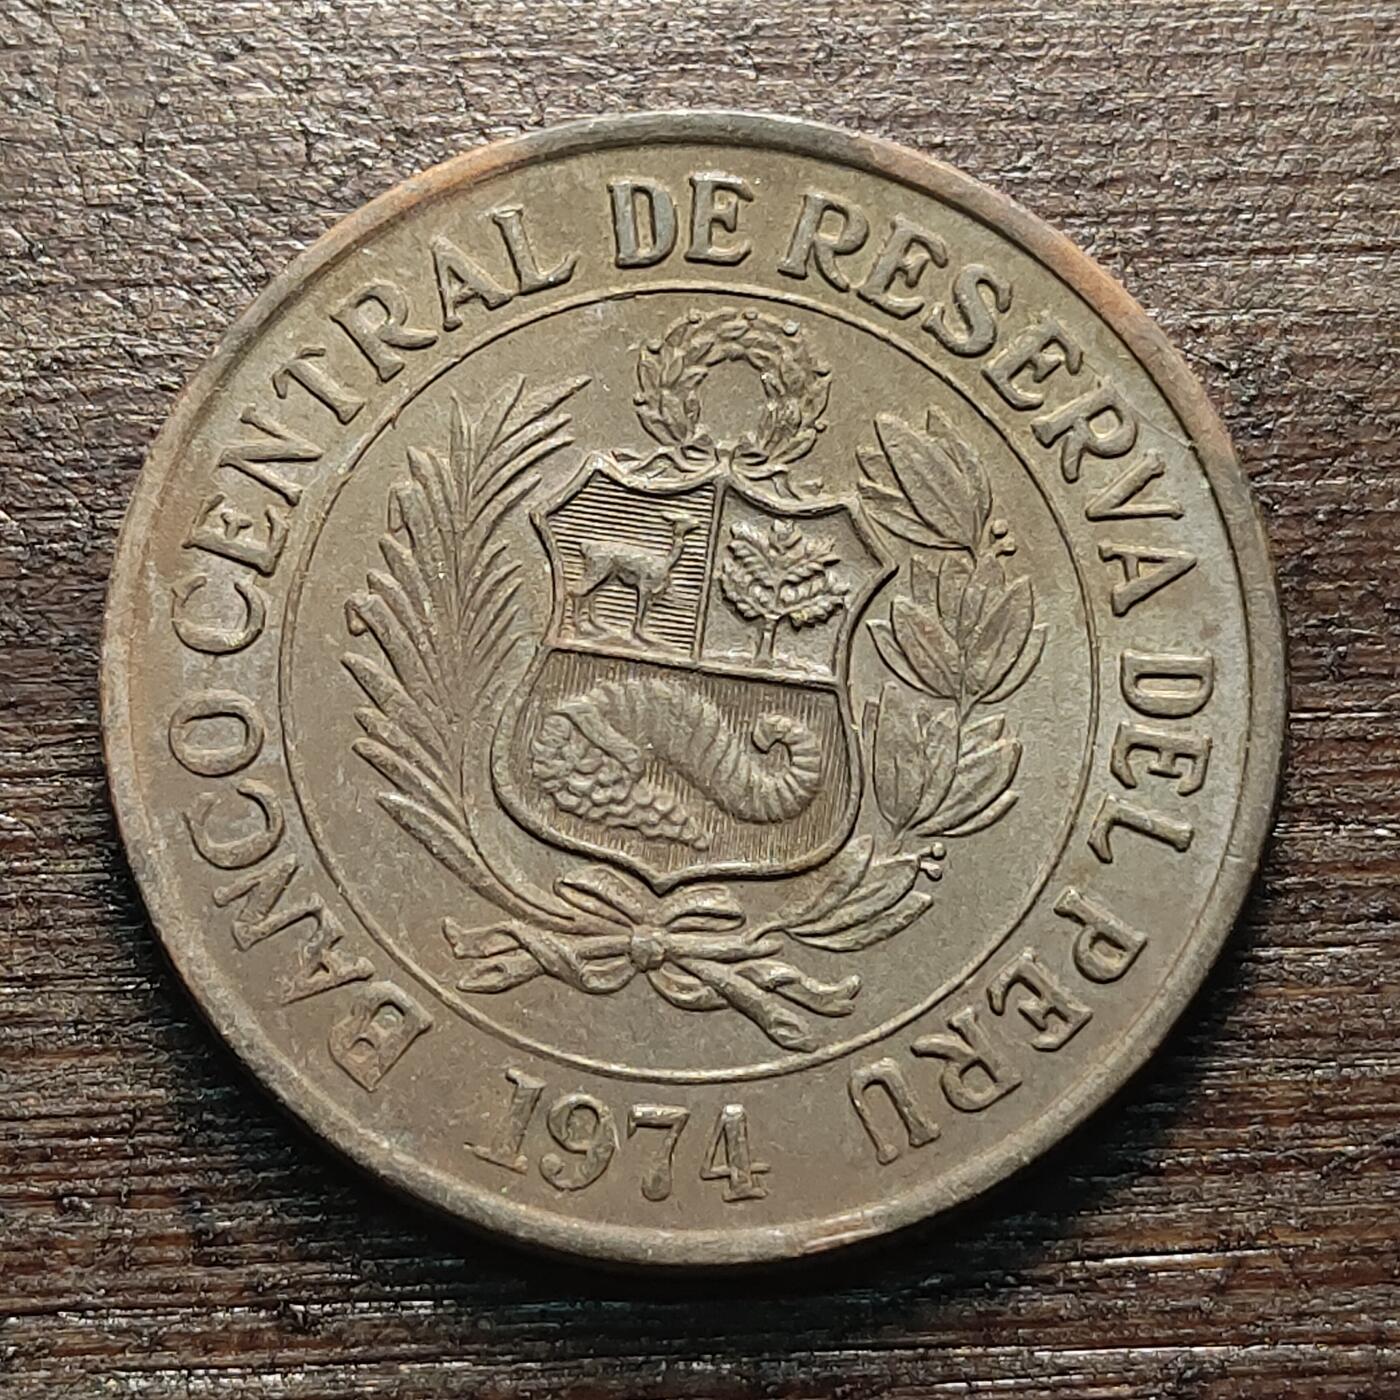 BANCO CENTRAL DE RESERVA DEL PERU
1974